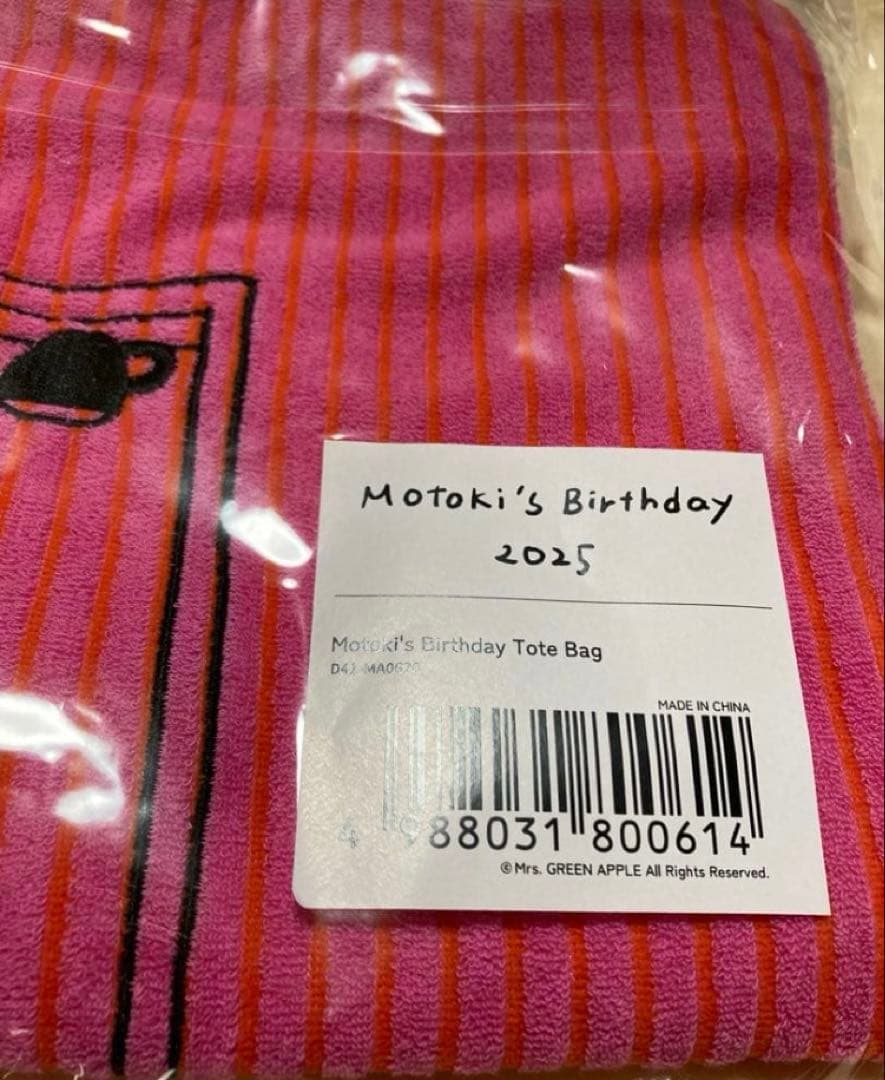 Motoki's Birthday
2025
Motoki's Birthday Tote Bag
MADE IN CHINA
4 988031 800614
©Mrs. GREEN APPLE All Rights Reserved.